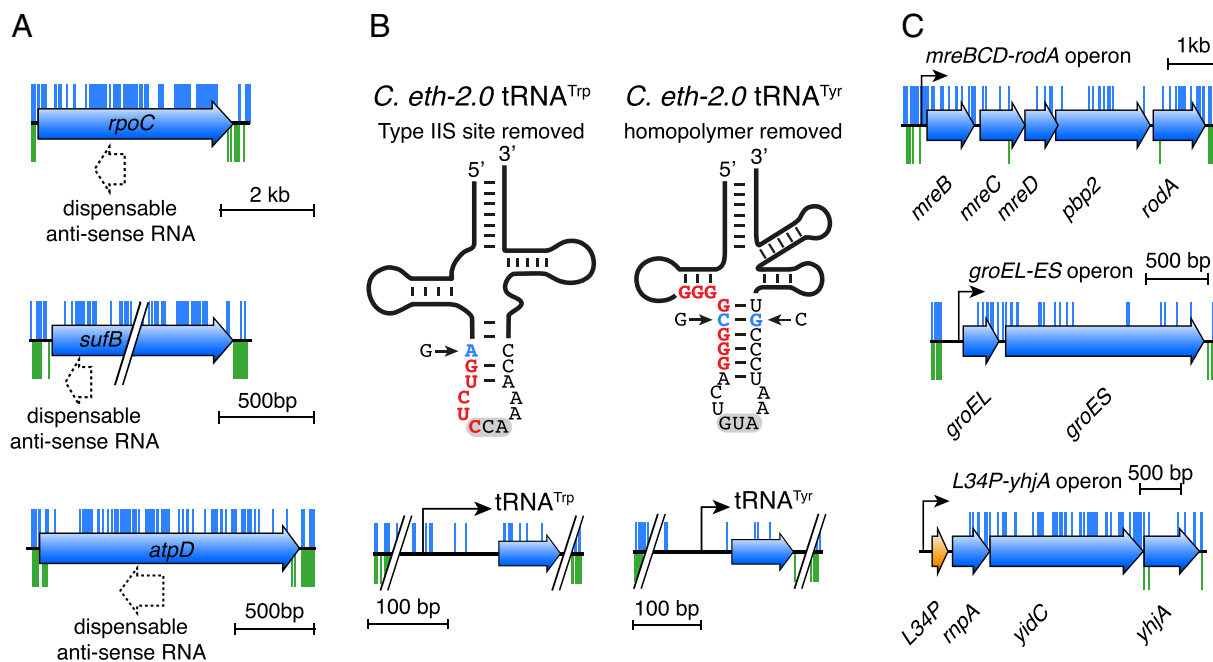 A
rpoC
dispensable
anti-sense RNA
2 kb
sufB
dispensable
anti-sense RNA
500bp
atpD
dispensable
anti-sense RNA
500bp
B
C. eth-2.0 tRNATrp
Type IIS site removed
5’
3’
G
A
G
U
C
U
C
C
A
C
C
A
A
A
C. eth-2.0 tRNATyr
homopolymer removed
5’
3’
GGG
G
G
C
G
G
G
A
C
U
GUA
U
G
C
C
C
C
U
A
A
tRNATrp
100 bp
tRNATyr
100 bp
C
mreBCD-rodA operon
1kb
mreB
mreC
mreD
pbp2
rodA
groEL-ES operon
500 bp
groEL
groES
L34P-yhjA operon
500 bp
L34P
rnpA
yidC
yhjA